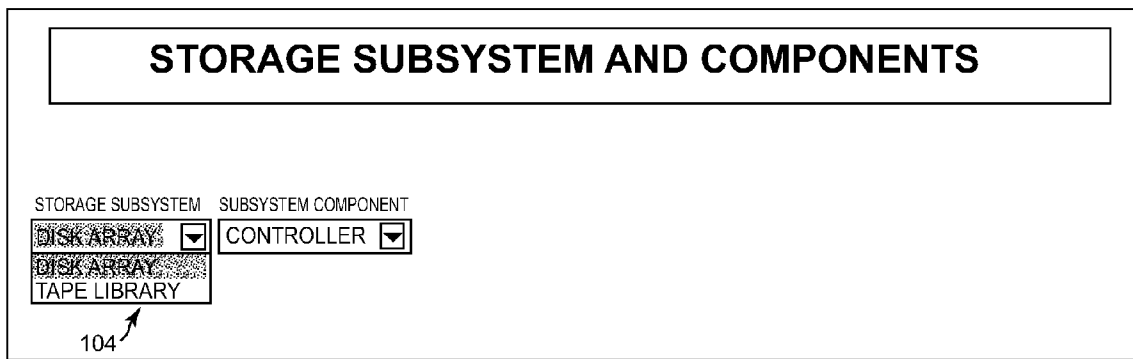 STORAGE SUBSYSTEM AND COMPONENTS
STORAGE SUBSYSTEM SUBSYSTEM COMPONENT
DISK ARRAY CONTROLLER
DISK ARRAY
TAPE LIBRARY
104